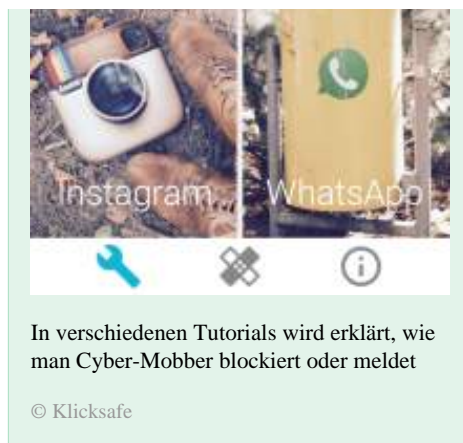 Instagram WhatsApp
In verschiedenen Tutorials wird erklärt, wie
man Cyber-Mobber blockiert oder meldet
© Klicksafe